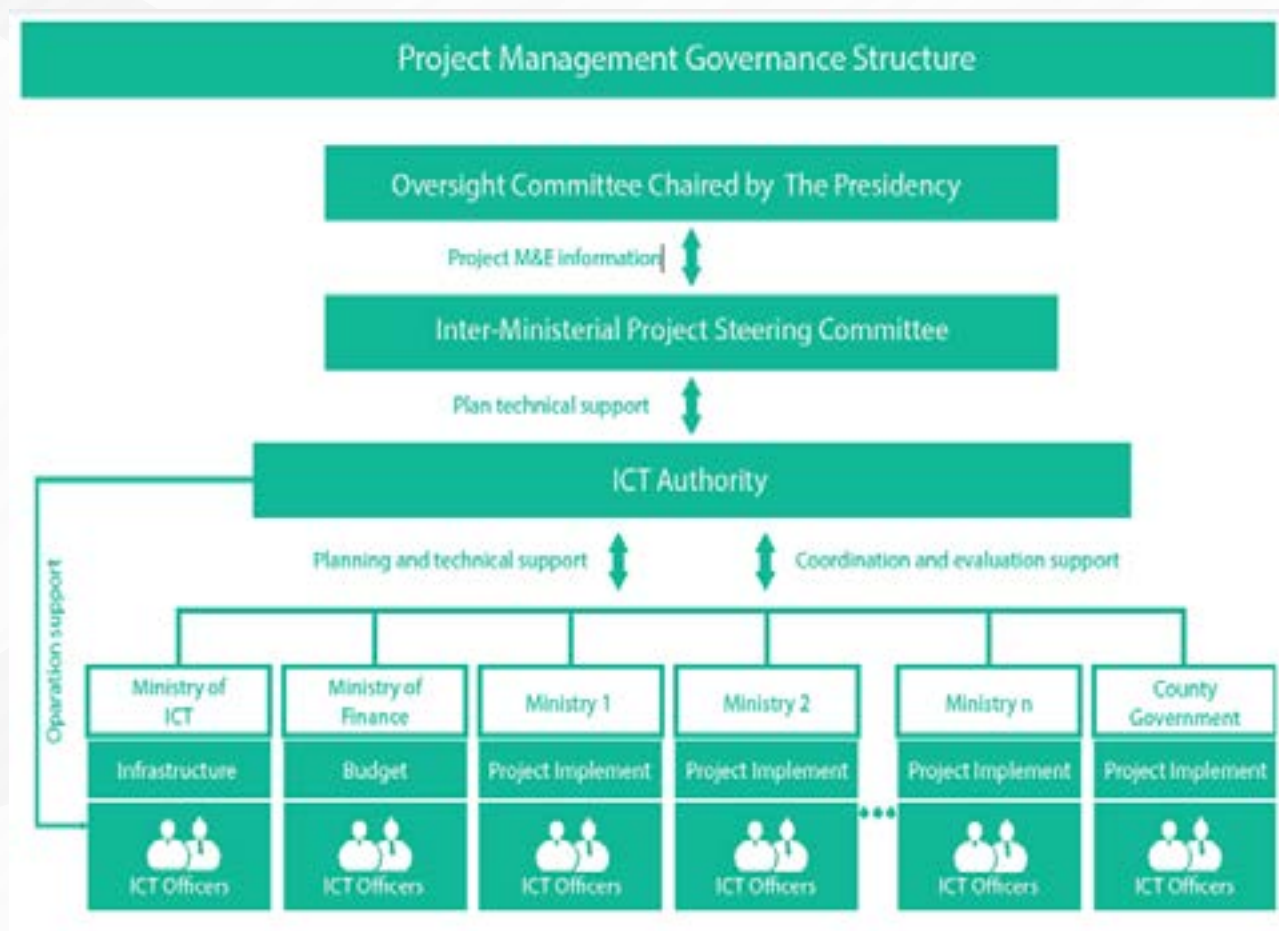 Project Management Governance Structure
Oversight Committee Chaired by The Presidency
Project M&E information
Inter-Ministerial Project Steering Committee
Plan technical support
ICT Authority
Planning and technical support
Coordination and evaluation support
Oparation support
Ministry of
ICT
Ministry of
Finance
Ministry 1
Ministry 2
Ministry n
County
Government
Infrastructure
Budget
Project Implement
Project Implement
Project Implement
Project Implement
ICT Officers
ICT Officers
ICT Officers
ICT Officers
ICT Officers
ICT Officers